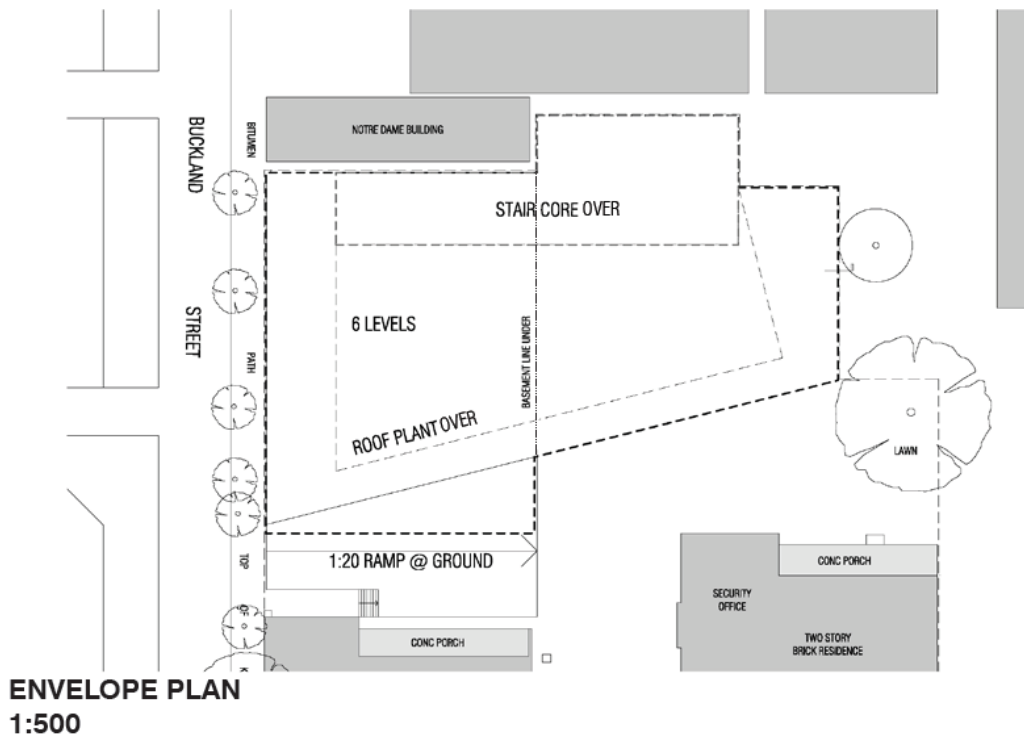 NOTRE DAME BUILDING
BUCKLAND
STREET
BITUMEN
PATH
TOP
OF
K
STAIR CORE OVER
6 LEVELS
BASEMENT LINE UNDER
ROOF PLANT OVER
LAWN
1:20 RAMP @ GROUND
CONC PORCH
SECURITY
OFFICE
TWO STORY
BRICK RESIDENCE
CONC PORCH
ENVELOPE PLAN
1:500